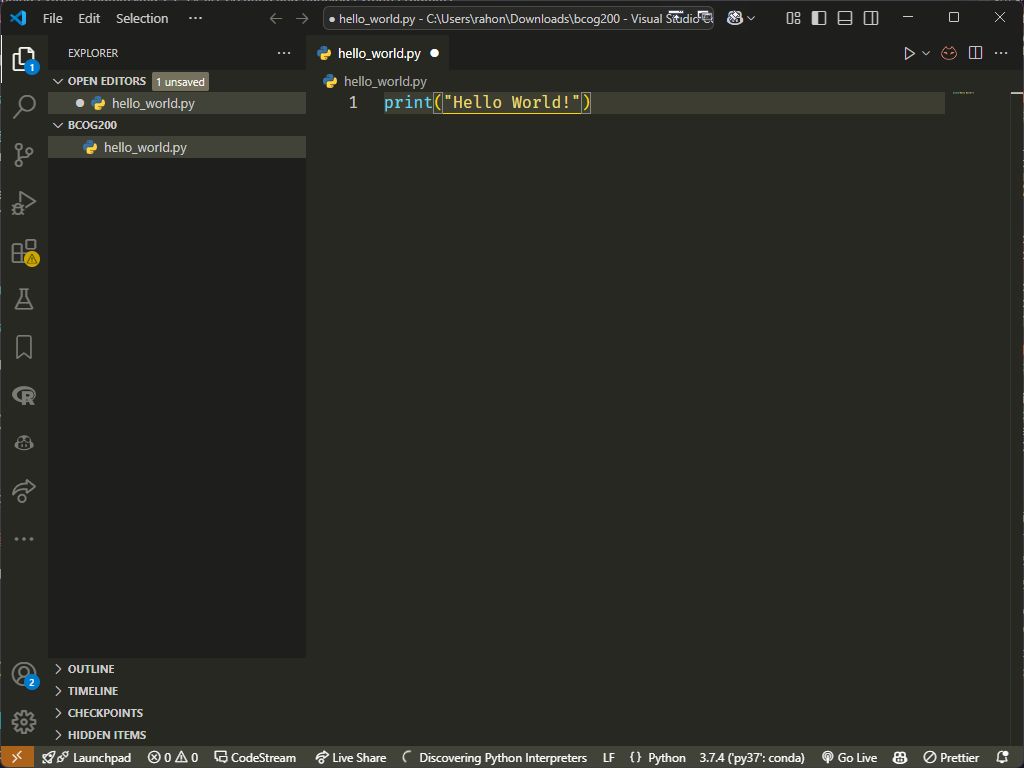 File Edit Selection ···
● hello_world.py - C:\Users\rahon\Downloads\bcog200 - Visual Studio
EXPLORER
hello_world.py ●
1
OPEN EDITORS 1 unsaved
hello_world.py
● hello_world.py
1 print("Hello World!")
BCOG200
hello_world.py
2
OUTLINE
TIMELINE
CHECKPOINTS
HIDDEN ITEMS
Launchpad 0 0 CodeStream Live Share Discovering Python Interpreters LF {} Python 3.7.4 ('py37': conda) Go Live Prettier